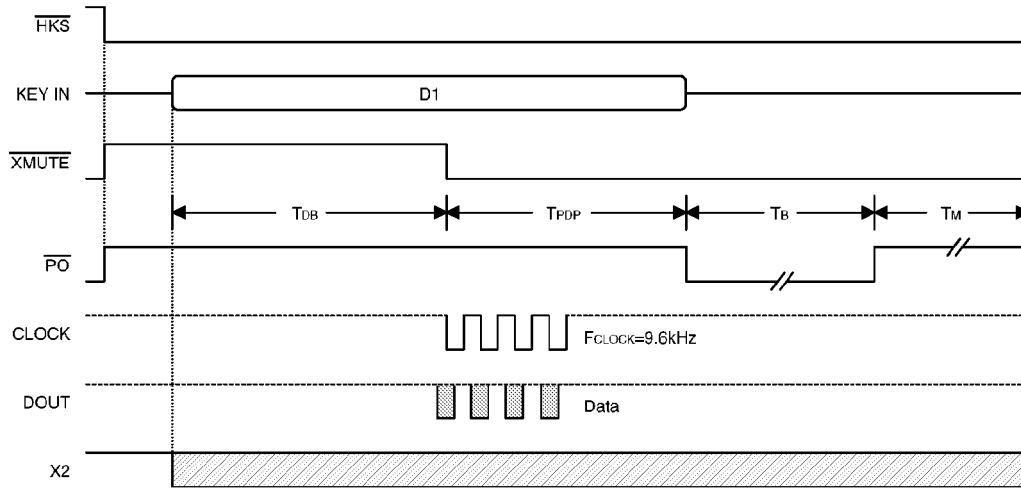 HKS
KEY IN
D1
XMUTE
TDB
TPDP
TB
TM
PO
CLOCK
FCLOCK=9.6kHz
DOUT
Data
X2